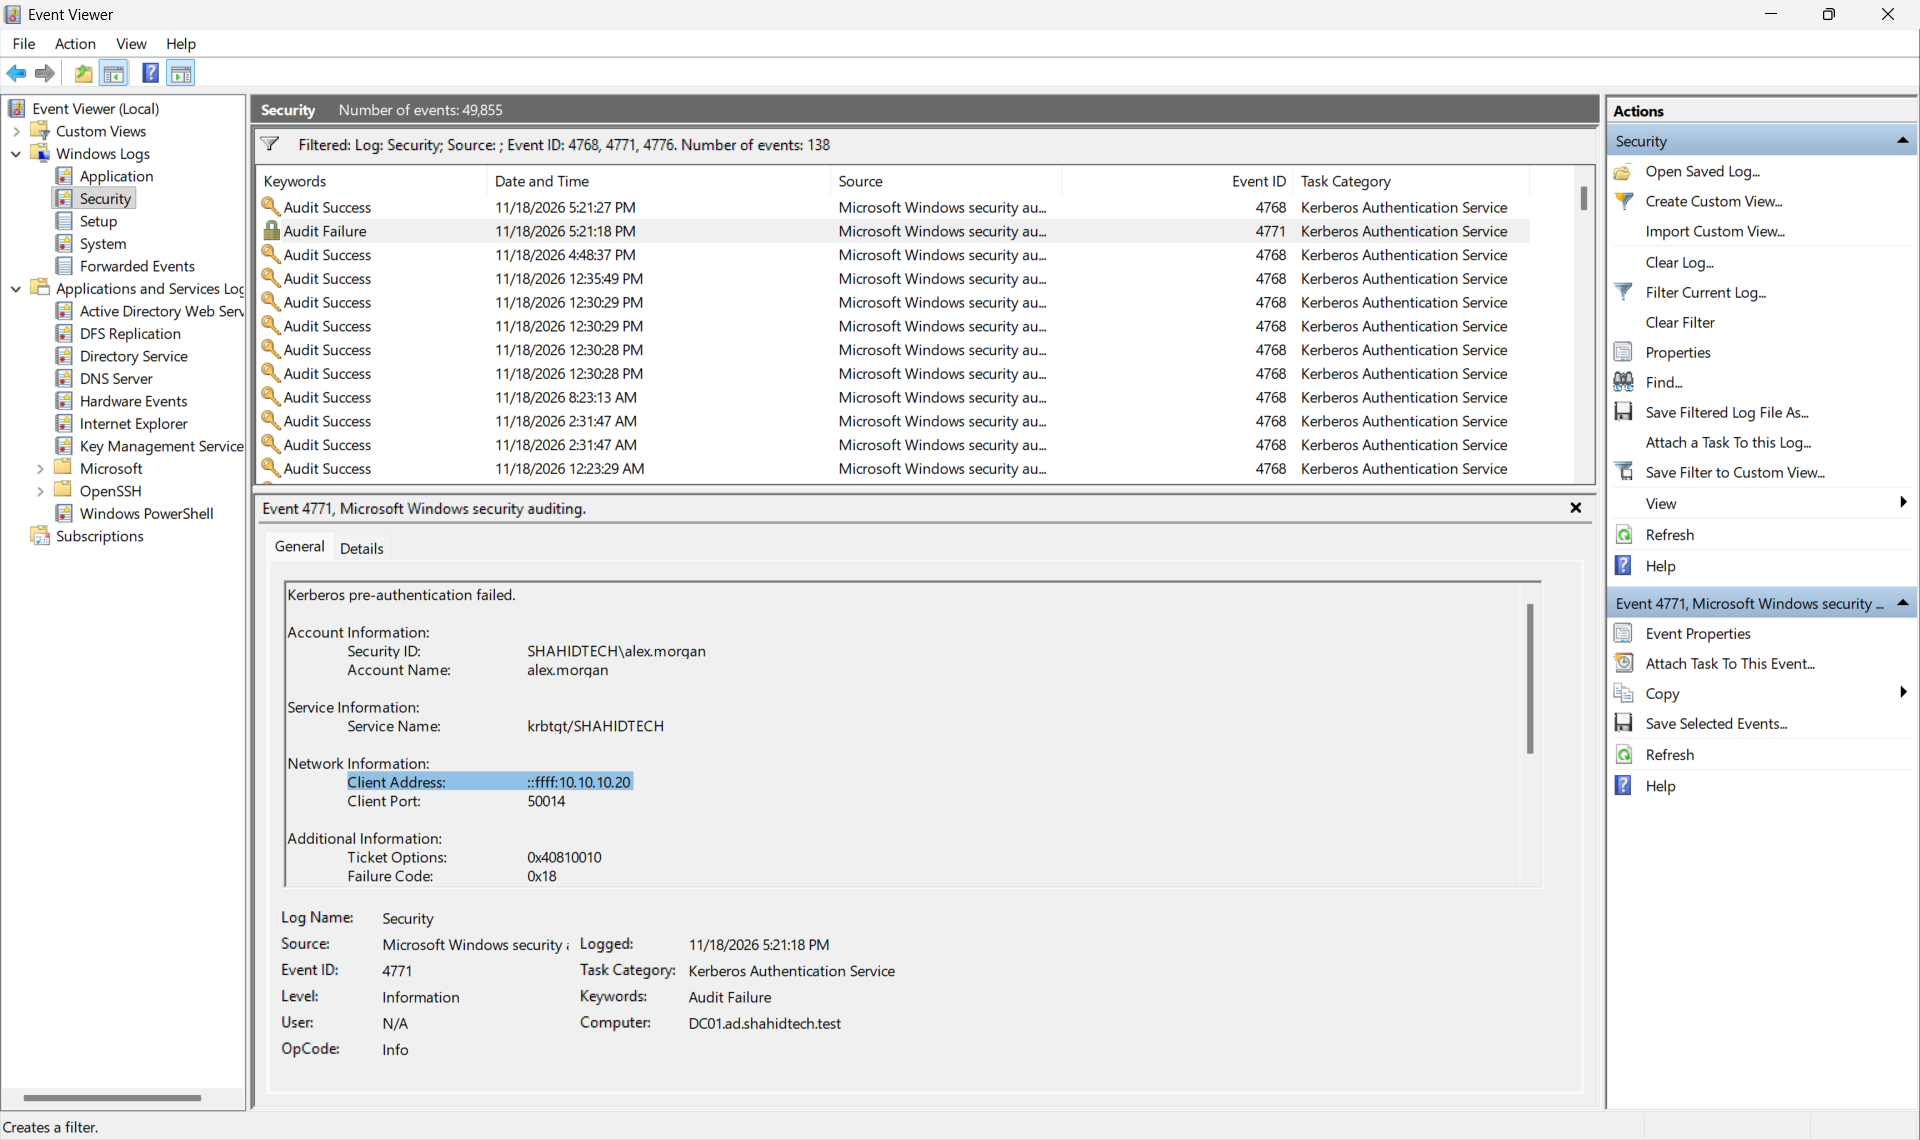 Event Viewer
File Action View Help
Event Viewer (Local)
Custom Views
Windows Logs
Application
Security
Setup
System
Forwarded Events
Applications and Services Log
Active Directory Web Serv
DFS Replication
Directory Service
DNS Server
Hardware Events
Internet Explorer
Key Management Service
Microsoft
OpenSSH
Windows PowerShell
Subscriptions
Security Number of events: 49,855
Filtered: Log: Security; Source: ; Event ID: 4768, 4771, 4776. Number of events: 138
Keywords Date and Time Source Event ID Task Category
Audit Success 11/18/2026 5:21:27 PM Microsoft Windows security au... 4768 Kerberos Authentication Service
Audit Failure 11/18/2026 5:21:18 PM Microsoft Windows security au... 4771 Kerberos Authentication Service
Audit Success 11/18/2026 4:48:37 PM Microsoft Windows security au... 4768 Kerberos Authentication Service
Audit Success 11/18/2026 12:35:49 PM Microsoft Windows security au... 4768 Kerberos Authentication Service
Audit Success 11/18/2026 12:30:29 PM Microsoft Windows security au... 4768 Kerberos Authentication Service
Audit Success 11/18/2026 12:30:29 PM Microsoft Windows security au... 4768 Kerberos Authentication Service
Audit Success 11/18/2026 12:30:28 PM Microsoft Windows security au... 4768 Kerberos Authentication Service
Audit Success 11/18/2026 12:30:28 PM Microsoft Windows security au... 4768 Kerberos Authentication Service
Audit Success 11/18/2026 8:23:13 AM Microsoft Windows security au... 4768 Kerberos Authentication Service
Audit Success 11/18/2026 2:31:47 AM Microsoft Windows security au... 4768 Kerberos Authentication Service
Audit Success 11/18/2026 2:31:47 AM Microsoft Windows security au... 4768 Kerberos Authentication Service
Audit Success 11/18/2026 12:23:29 AM Microsoft Windows security au... 4768 Kerberos Authentication Service
Event 4771, Microsoft Windows security auditing.
General Details
Kerberos pre-authentication failed.
Account Information:
Security ID: SHAHIDTECH\alex.morgan
Account Name: alex.morgan
Service Information:
Service Name: krbtgt/SHAHIDTECH
Network Information:
Client Address: ::ffff:10.10.10.20
Client Port: 50014
Additional Information:
Ticket Options: 0x40810010
Failure Code: 0x18
Log Name: Security
Source: Microsoft Windows security Logged: 11/18/2026 5:21:18 PM
Event ID: 4771 Task Category: Kerberos Authentication Service
Level: Information Keywords: Audit Failure
User: N/A Computer: DC01.ad.shahidtech.test
OpCode: Info
Actions
Security
Open Saved Log...
Create Custom View...
Import Custom View...
Clear Log...
Filter Current Log...
Clear Filter
Properties
Find...
Save Filtered Log File As...
Attach a Task To this Log...
Save Filter to Custom View...
View
Refresh
Help
Event 4771, Microsoft Windows security ...
Event Properties
Attach Task To This Event...
Copy
Save Selected Events...
Refresh
Help
Creates a filter.